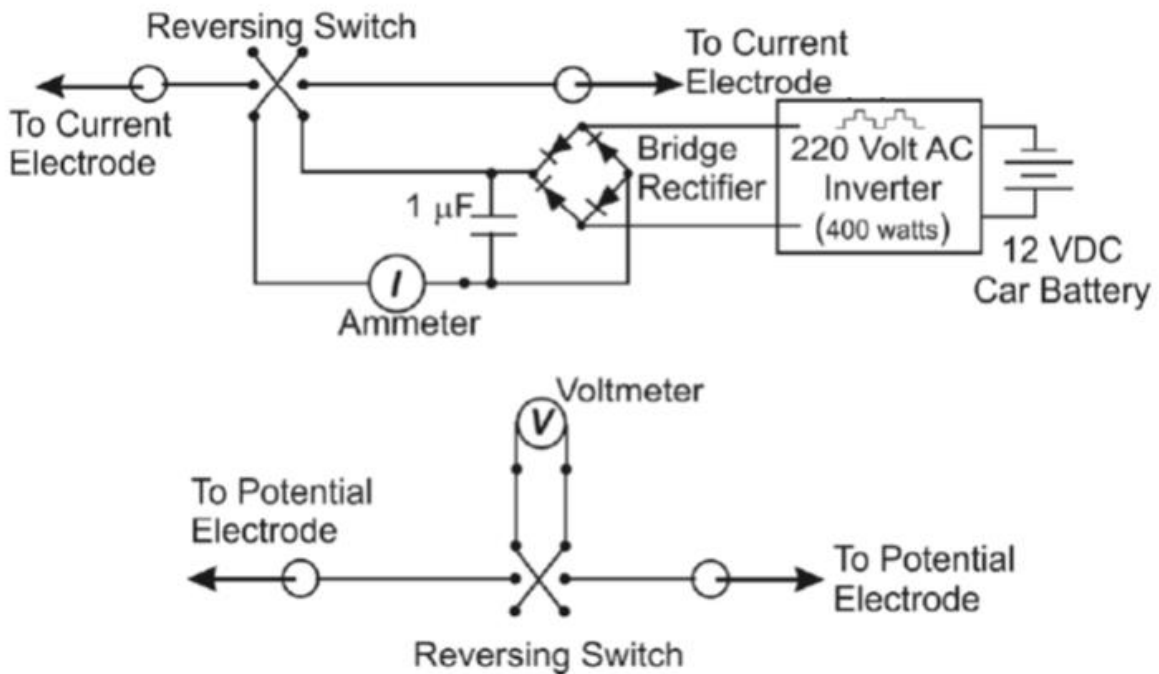 Reversing Switch
To Current
Electrode
To Current
Electrode
Bridge
Rectifier
220 Volt AC
Inverter
(400 watts)
1 μF
12 VDC
Car Battery
I
Ammeter
Voltmeter
V
To Potential
Electrode
To Potential
Electrode
Reversing Switch